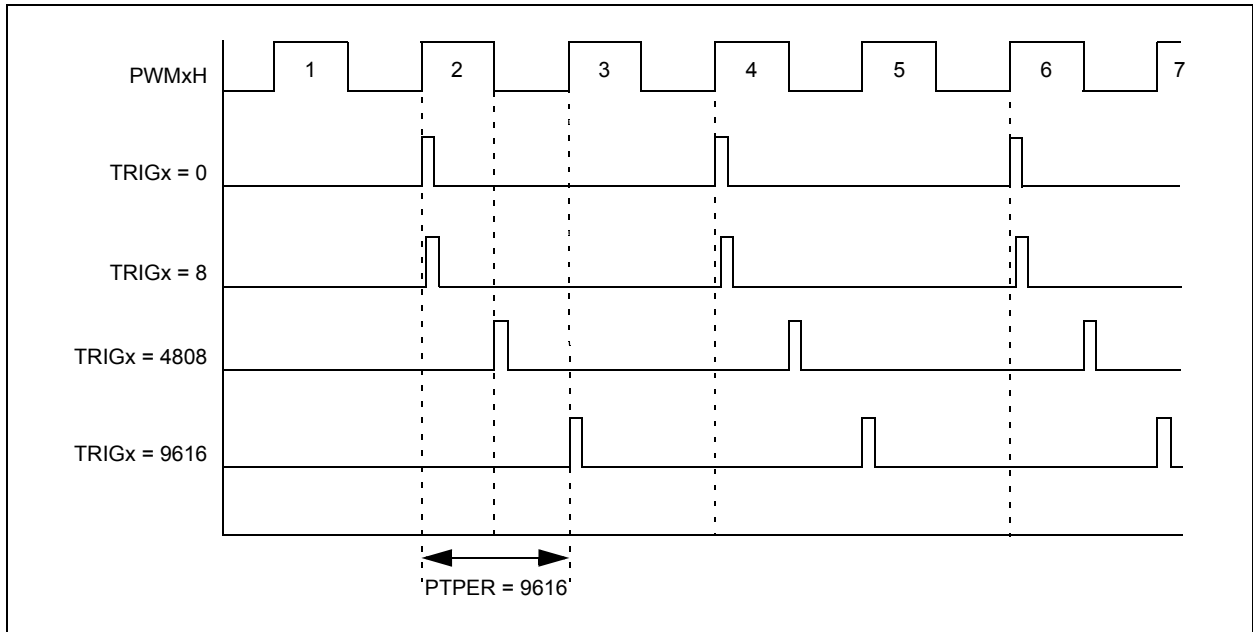 PWMxH
1
2
3
4
5
6
7
TRIGx = 0
TRIGx = 8
TRIGx = 4808
TRIGx = 9616
PTPER = 9616